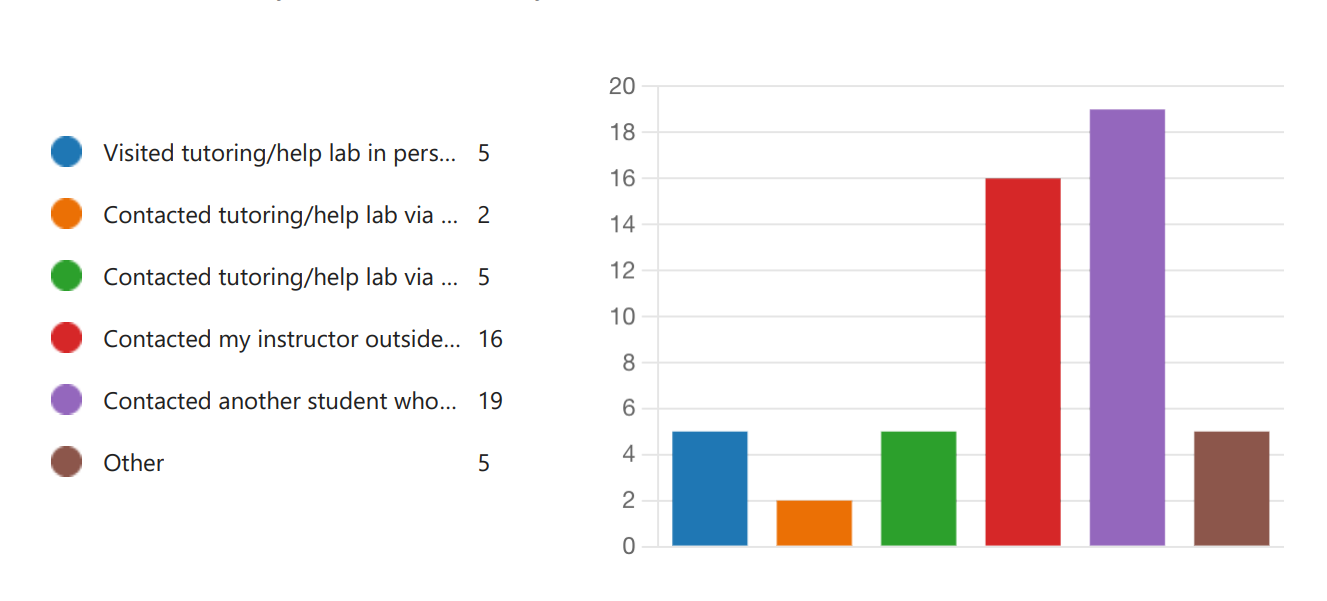 Visited tutoring/help lab in pers... 5
Contacted tutoring/help lab via ... 2
Contacted tutoring/help lab via ... 5
Contacted my instructor outside... 16
Contacted another student who... 19
Other 5
20
18
16
14
12
10
8
6
4
2
0